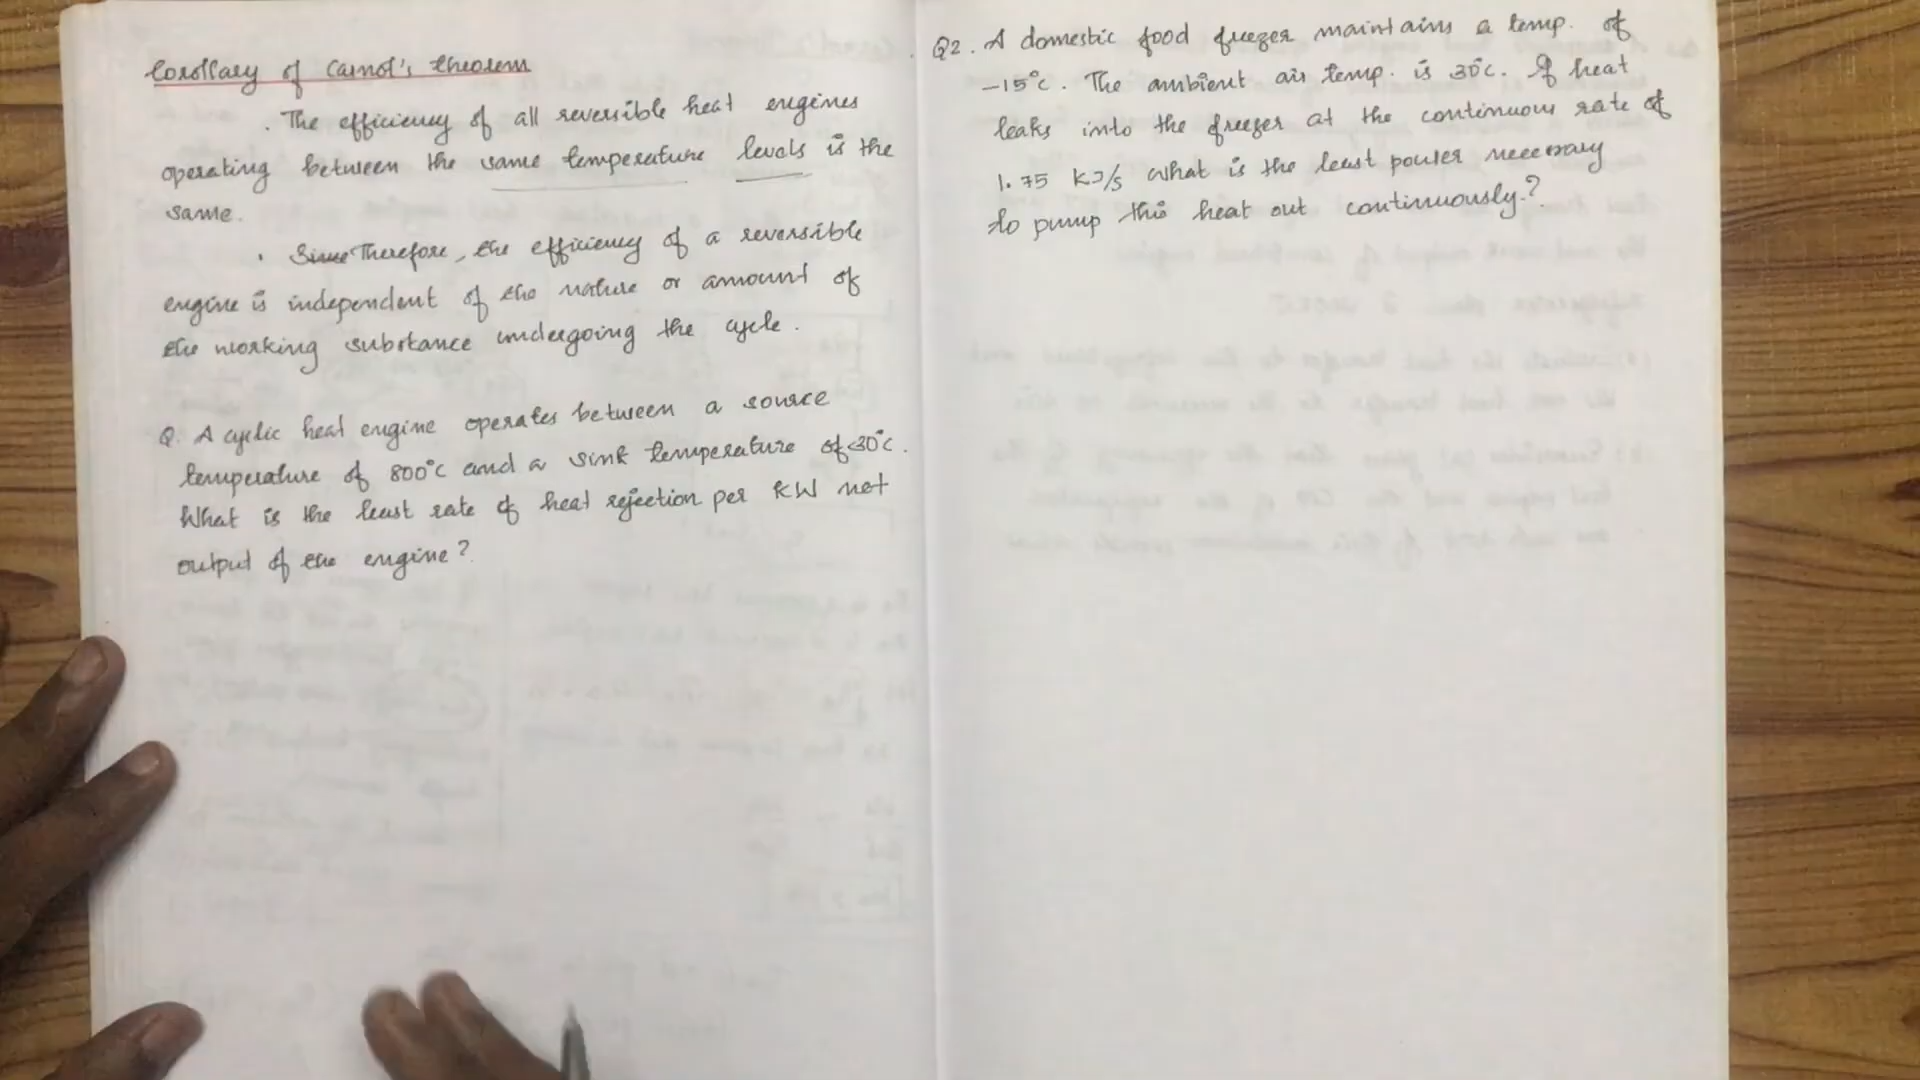 Corollary of Carnot's theorem
. The efficiency of all reversible heat engines
operating between the same temperature levels is the
same.
. Since Therefore, the efficiency of a reversible
engine is independent of the nature or amount of
the working substance undergoing the cycle.
Q. A cyclic heat engine operates between a source
temperature of 800°C and a sink temperature of 30°C.
What is the least rate of heat rejection per KW net
output of the engine?
Q2. A domestic food freezer maintains a temp. of
-15°C. The ambient air temp. is 30°C. If heat
leaks into the freezer at the continuous rate of
1.75 KJ/s what is the least power necessary
to pump this heat out continuously.?